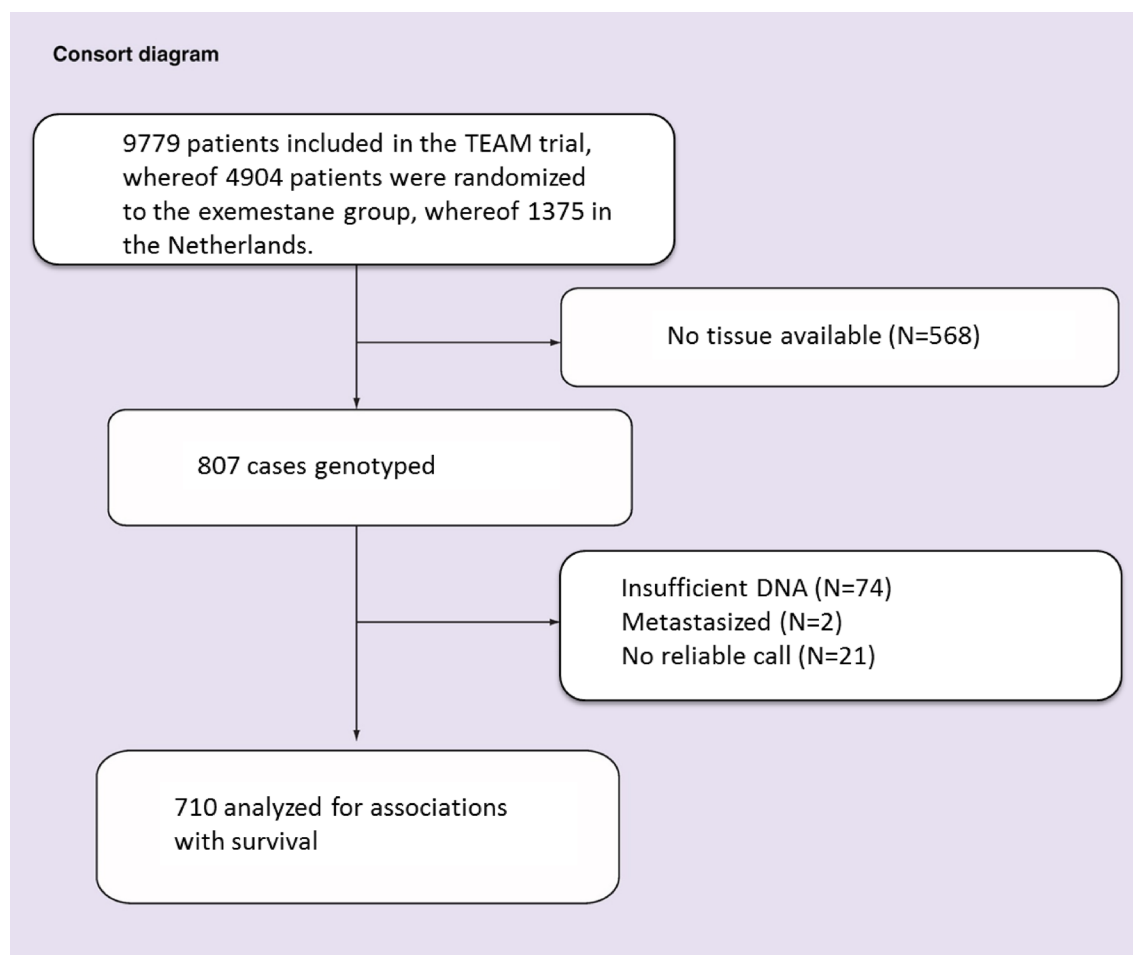 Consort diagram
9779 patients included in the TEAM trial,
whereof 4904 patients were randomized
to the exemestane group, whereof 1375 in
the Netherlands.
No tissue available (N=568)
807 cases genotyped
Insufficient DNA (N=74)
Metastasized (N=2)
No reliable call (N=21)
710 analyzed for associations
with survival